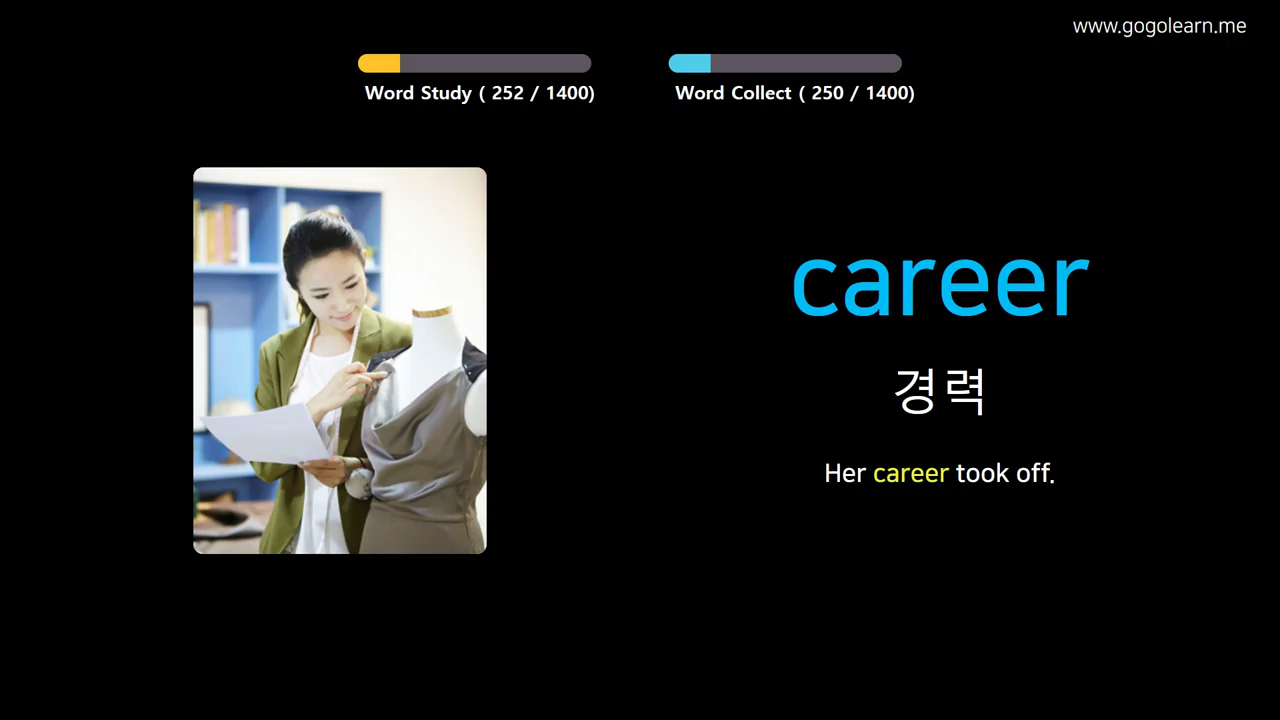 www.gogolearn.me
Word Study ( 252 / 1400)
Word Collect ( 250 / 1400)
career
경력
Her career took off.